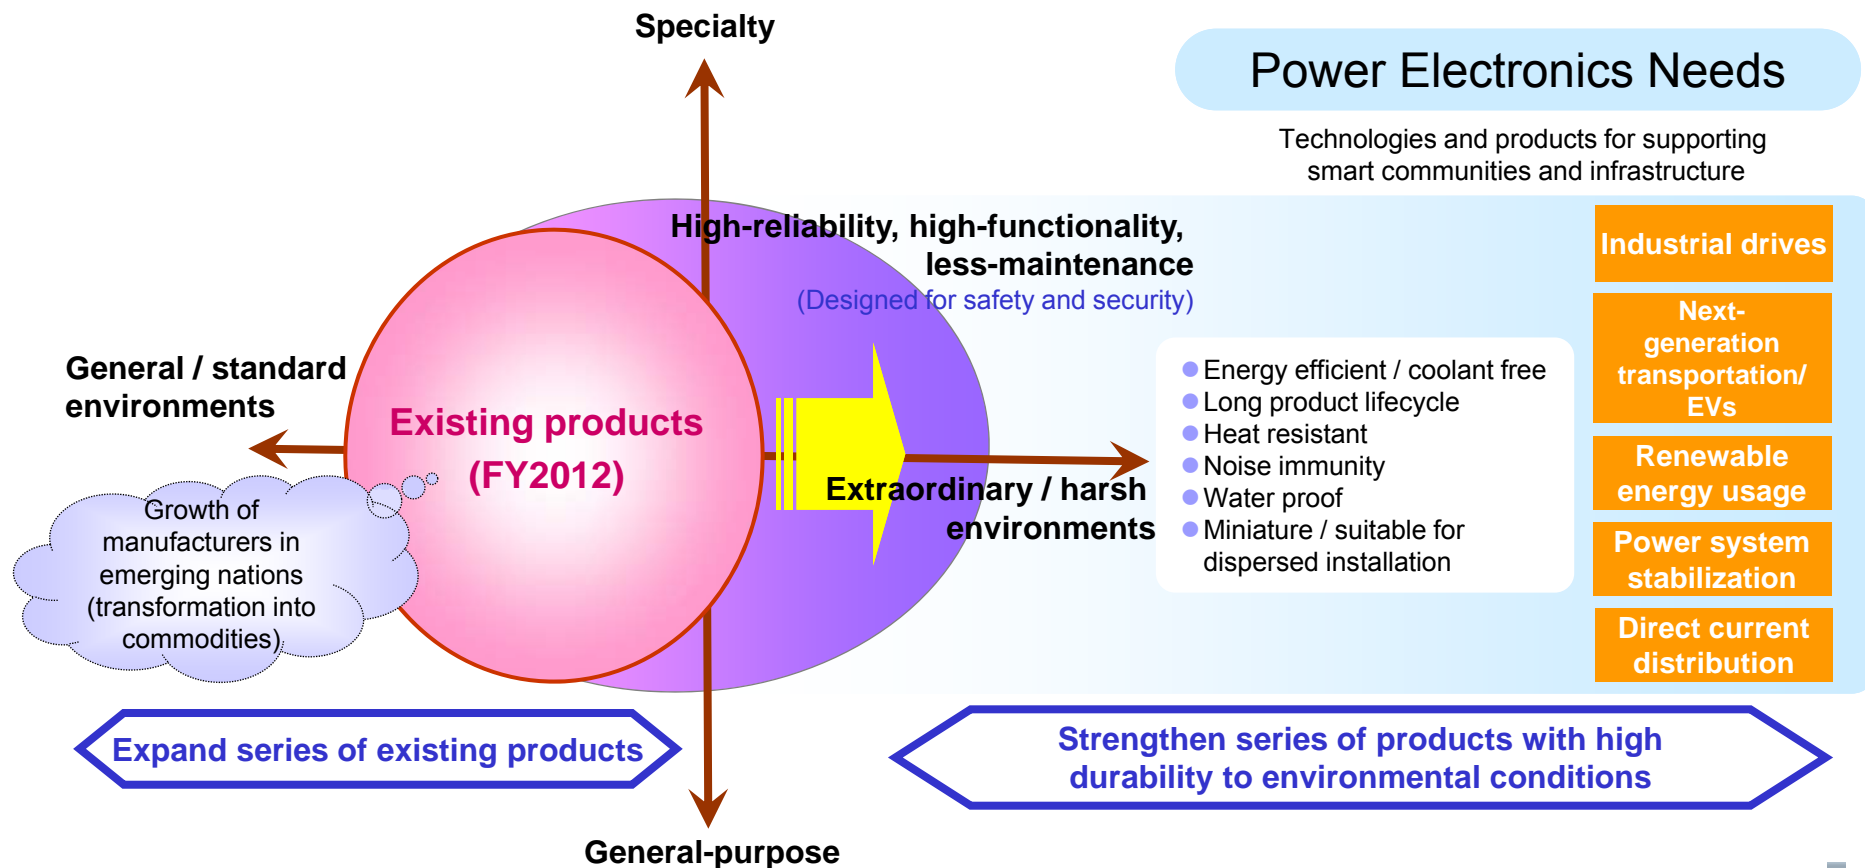 Specialty
Power Electronics Needs
Technologies and products for supporting
smart communities and infrastructure
High-reliability, high-functionality,
less-maintenance
(Designed for safety and security)
General / standard
environments
Existing products
(FY2012)
Growth of
manufacturers in
emerging nations
(transformation into
commodities)
Extraordinary / harsh
environments
Energy efficient / coolant free
Long product lifecycle
Heat resistant
Noise immunity
Water proof
Miniature / suitable for
dispersed installation
Industrial drives
Next-
generation
transportation/
EVs
Renewable
energy usage
Power system
stabilization
Direct current
distribution
Expand series of existing products
Strengthen series of products with high
durability to environmental conditions
General-purpose